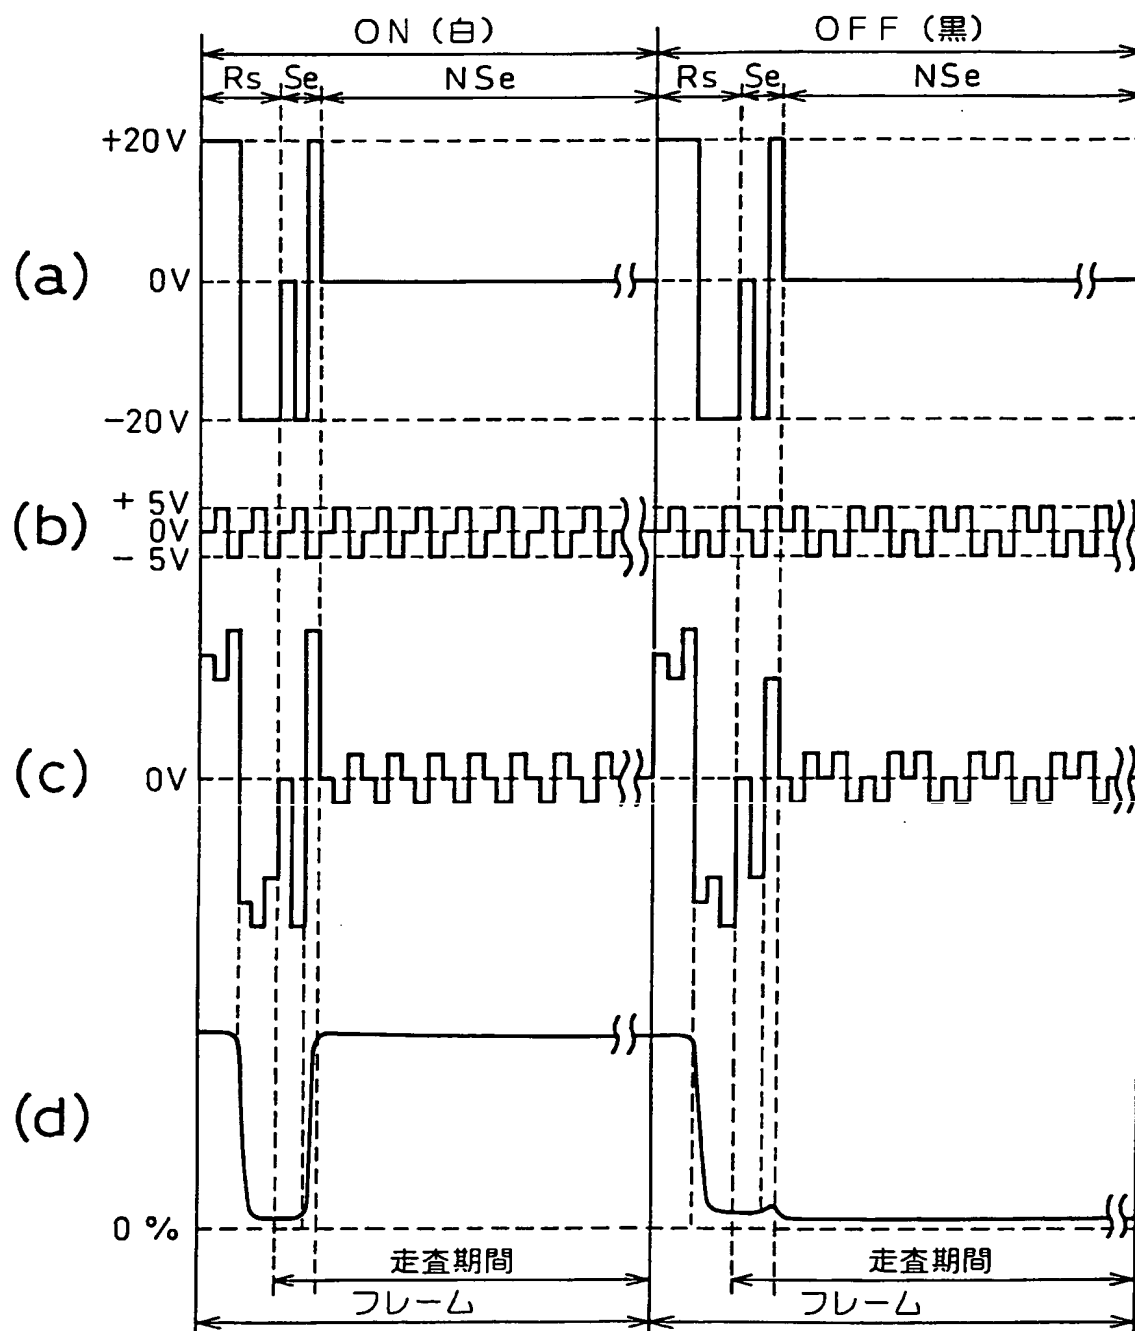 ON (白) OFF (黒)
Rs Se NSe Rs Se NSe
+20V
(a) 0V
-20V
+5V
(b) 0V
-5V
(c) 0V
(d)
0%
走査期間 走査期間
フレーム フレーム